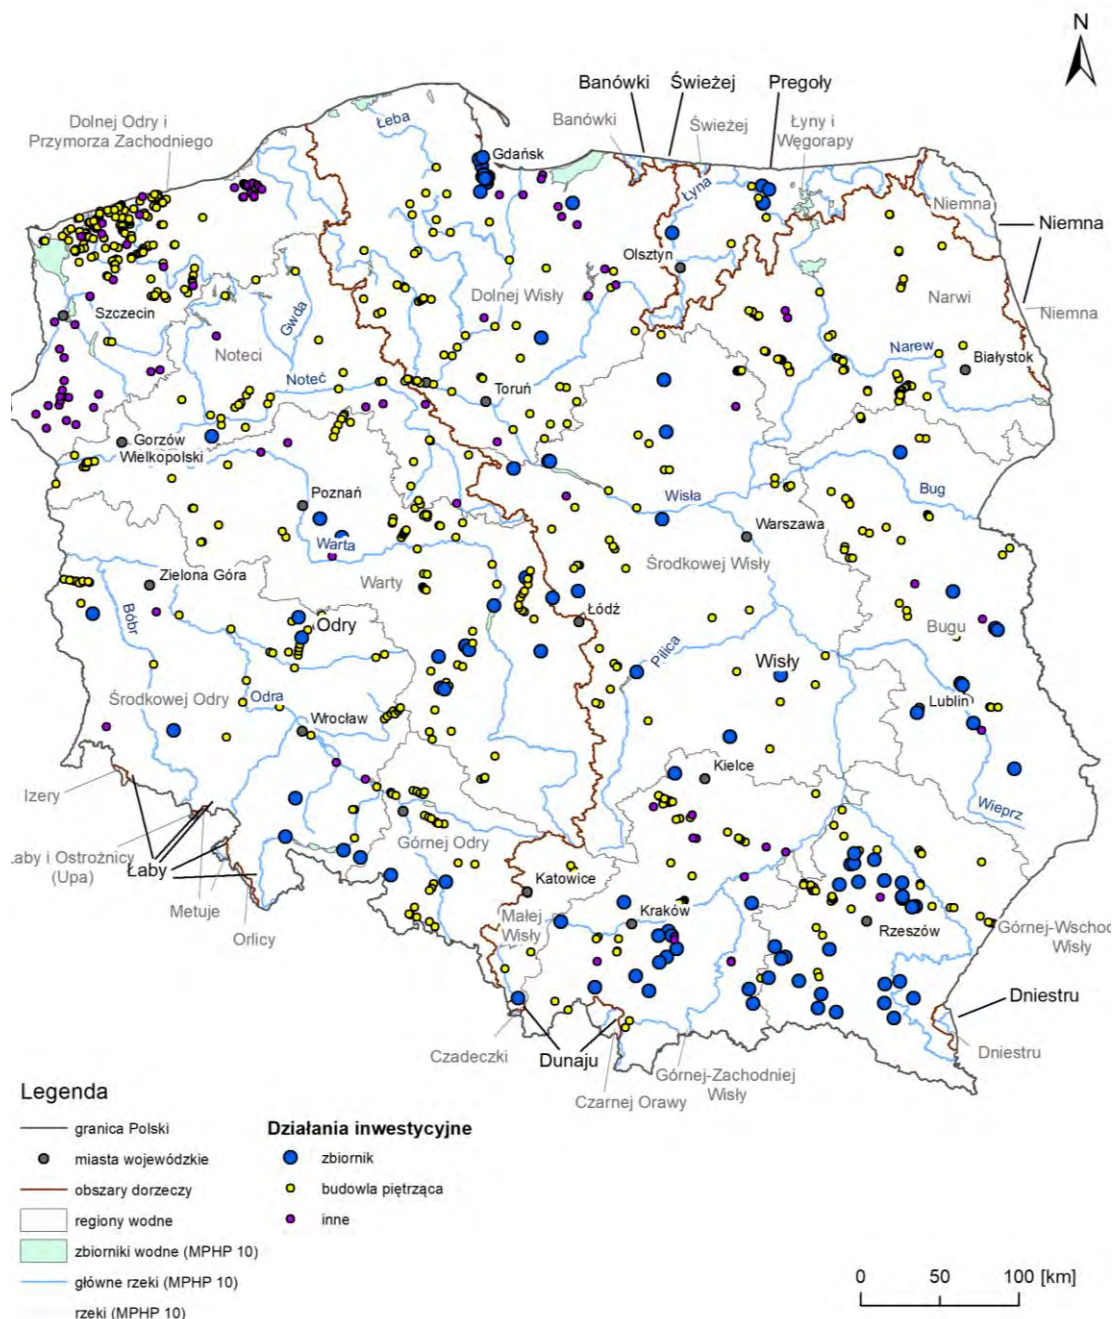 N
Banówki
Świeżej
Pregoły
Dolnej Odry i
Przymorza Zachodniego
Łeba
Banówki
Świeżej
Łyny i
Węgorapy
Gdańsk
Łyna
Niemna
Niemna
Olsztyn
Dolnej Wisły
Narwi
Niemna
Szczecin
Gwda
Noteci
Narew
Białystok
Noteć
Toruń
Gorzów
Wielkopolski
Poznań
Wisła
Bug
Warszawa
Warta
Środkowej Wisły
Zielona Góra
Warty
Bóbr
Łódź
Odry
Bugu
Pilica
Wisły
Środkowej Odry
Odra
Lublin
Wrocław
Kielce
Izery
Wieprz
Górnej Odry
Łaby i Ostrożnicy
(Upa)
Łaby
Katowice
Metuje
Małej
Wisły
Kraków
Rzeszów
Górnej-Wschod
Wisły
Orlicy
Dniestru
Czadeczki
Dunaju
Dniestru
Górnej-Zachodniej
Wisły
Czarnej Orawy
Legenda
granica Polski
miasta wojewódzkie
obszary dorzeczy
regiony wodne
zbiorniki wodne (MPHP 10)
główne rzeki (MPHP 10)
rzeki (MPHP 10)
Działania inwestycyjne
zbiornik
budowla piętrząca
inne
0 50 100 [km]